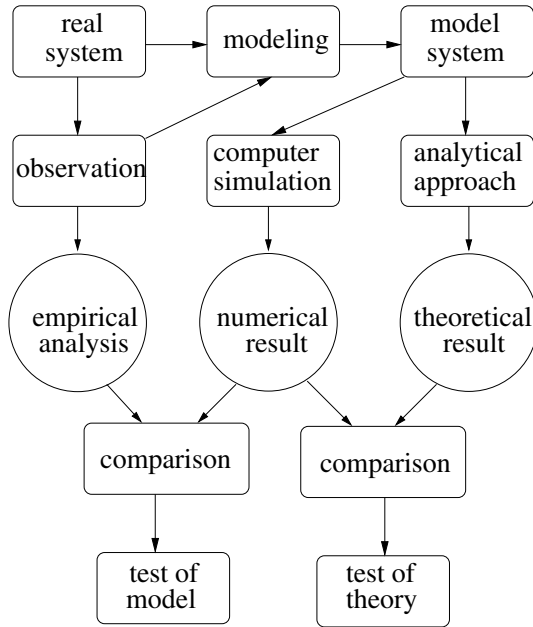 real
system
modeling
model
system
observation
computer
simulation
analytical
approach
empirical
analysis
numerical
result
theoretical
result
comparison
comparison
test of
model
test of
theory